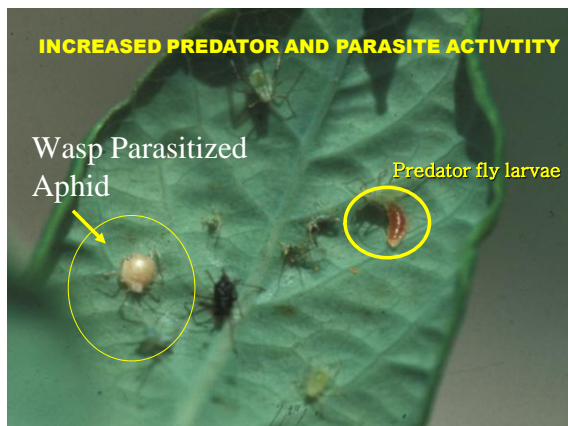 INCREASED PREDATOR AND PARASITE ACTIVTITY
Wasp Parasitized
Aphid
Predator fly larvae